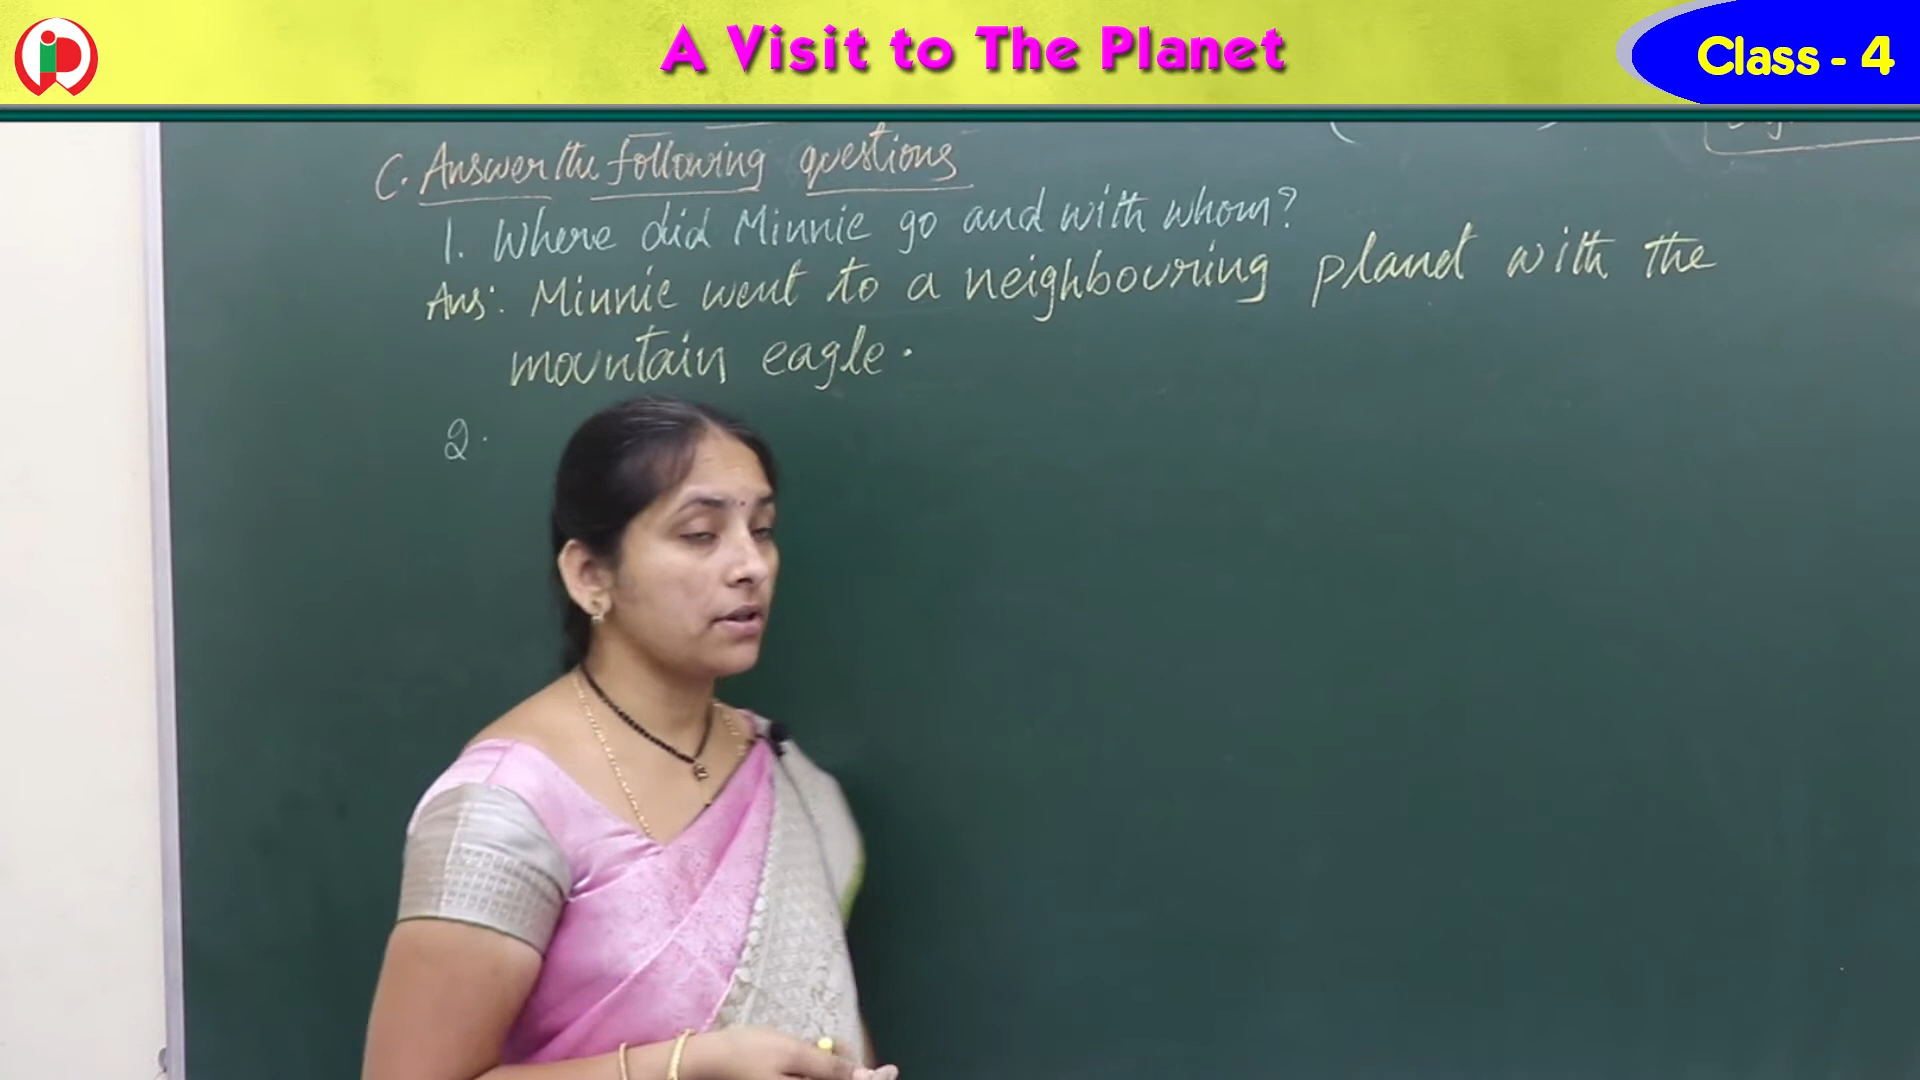 A Visit to The Planet
Class - 4
C. Answer the following questions
1. Where did Minnie go and with whom?
Ans: Minnie went to a neighbouring planet with the
mountain eagle.
2.